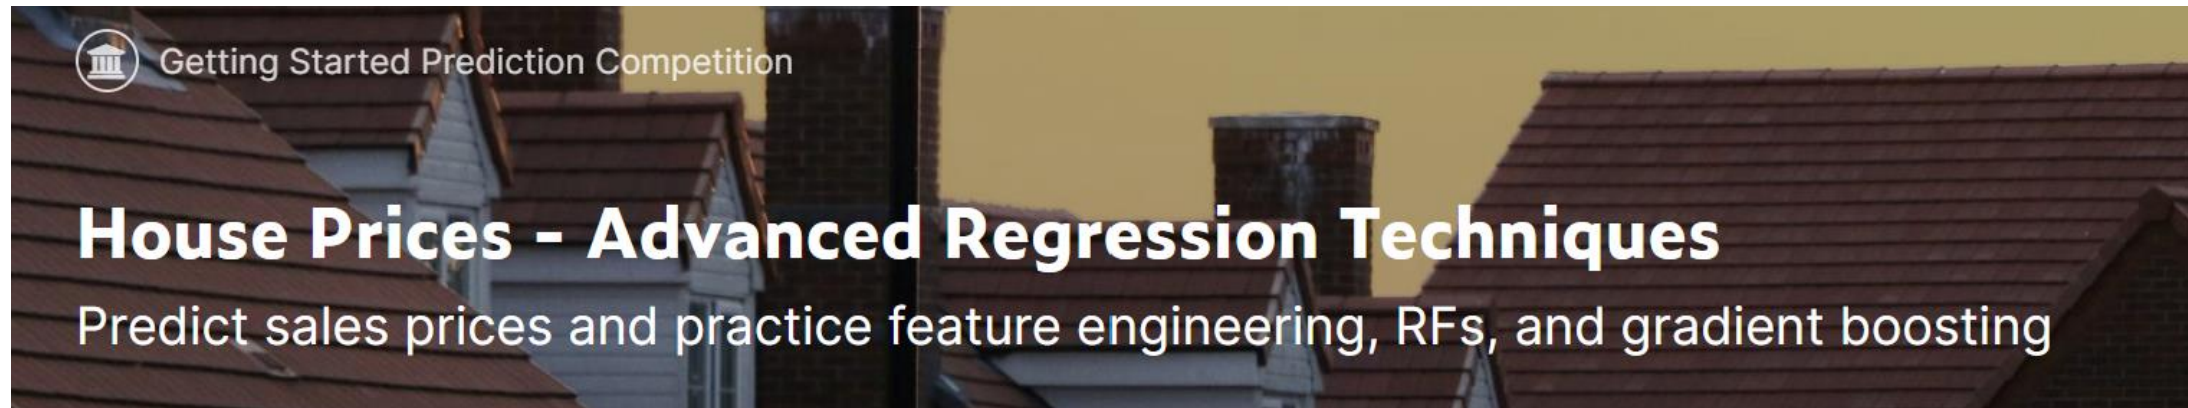 Getting Started Prediction Competition
House Prices - Advanced Regression Techniques
Predict sales prices and practice feature engineering, RFs, and gradient boosting